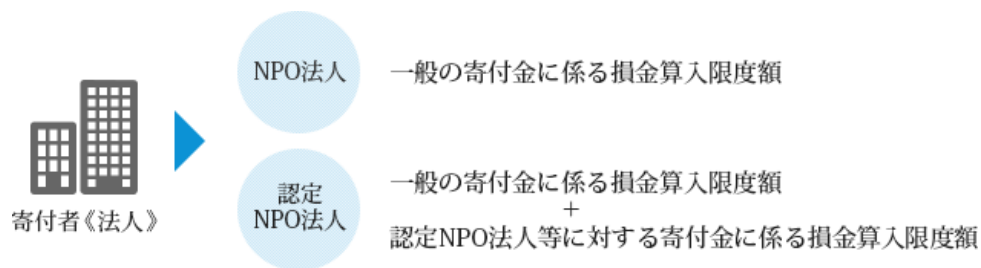 NPO法人
一般の寄付金に係る損金算入限度額
寄付者《法人》
認定
NPO法人
一般の寄付金に係る損金算入限度額
+
認定NPO法人等に対する寄付金に係る損金算入限度額